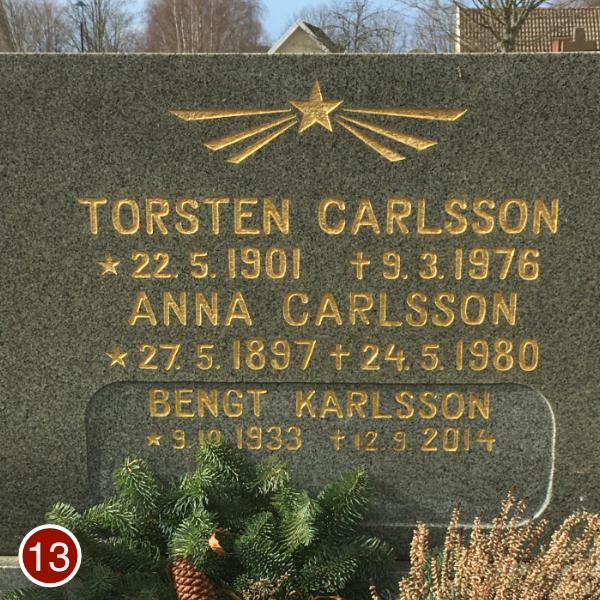 TORSTEN CARLSSON
★ 22.5.1901 ✝ 9.3.1976
ANNA CARLSSON
★ 27.5.1897 ✝ 24.5.1980
BENGT KARLSSON
★ 9.10.1933 ✝ 12.9.2014
13